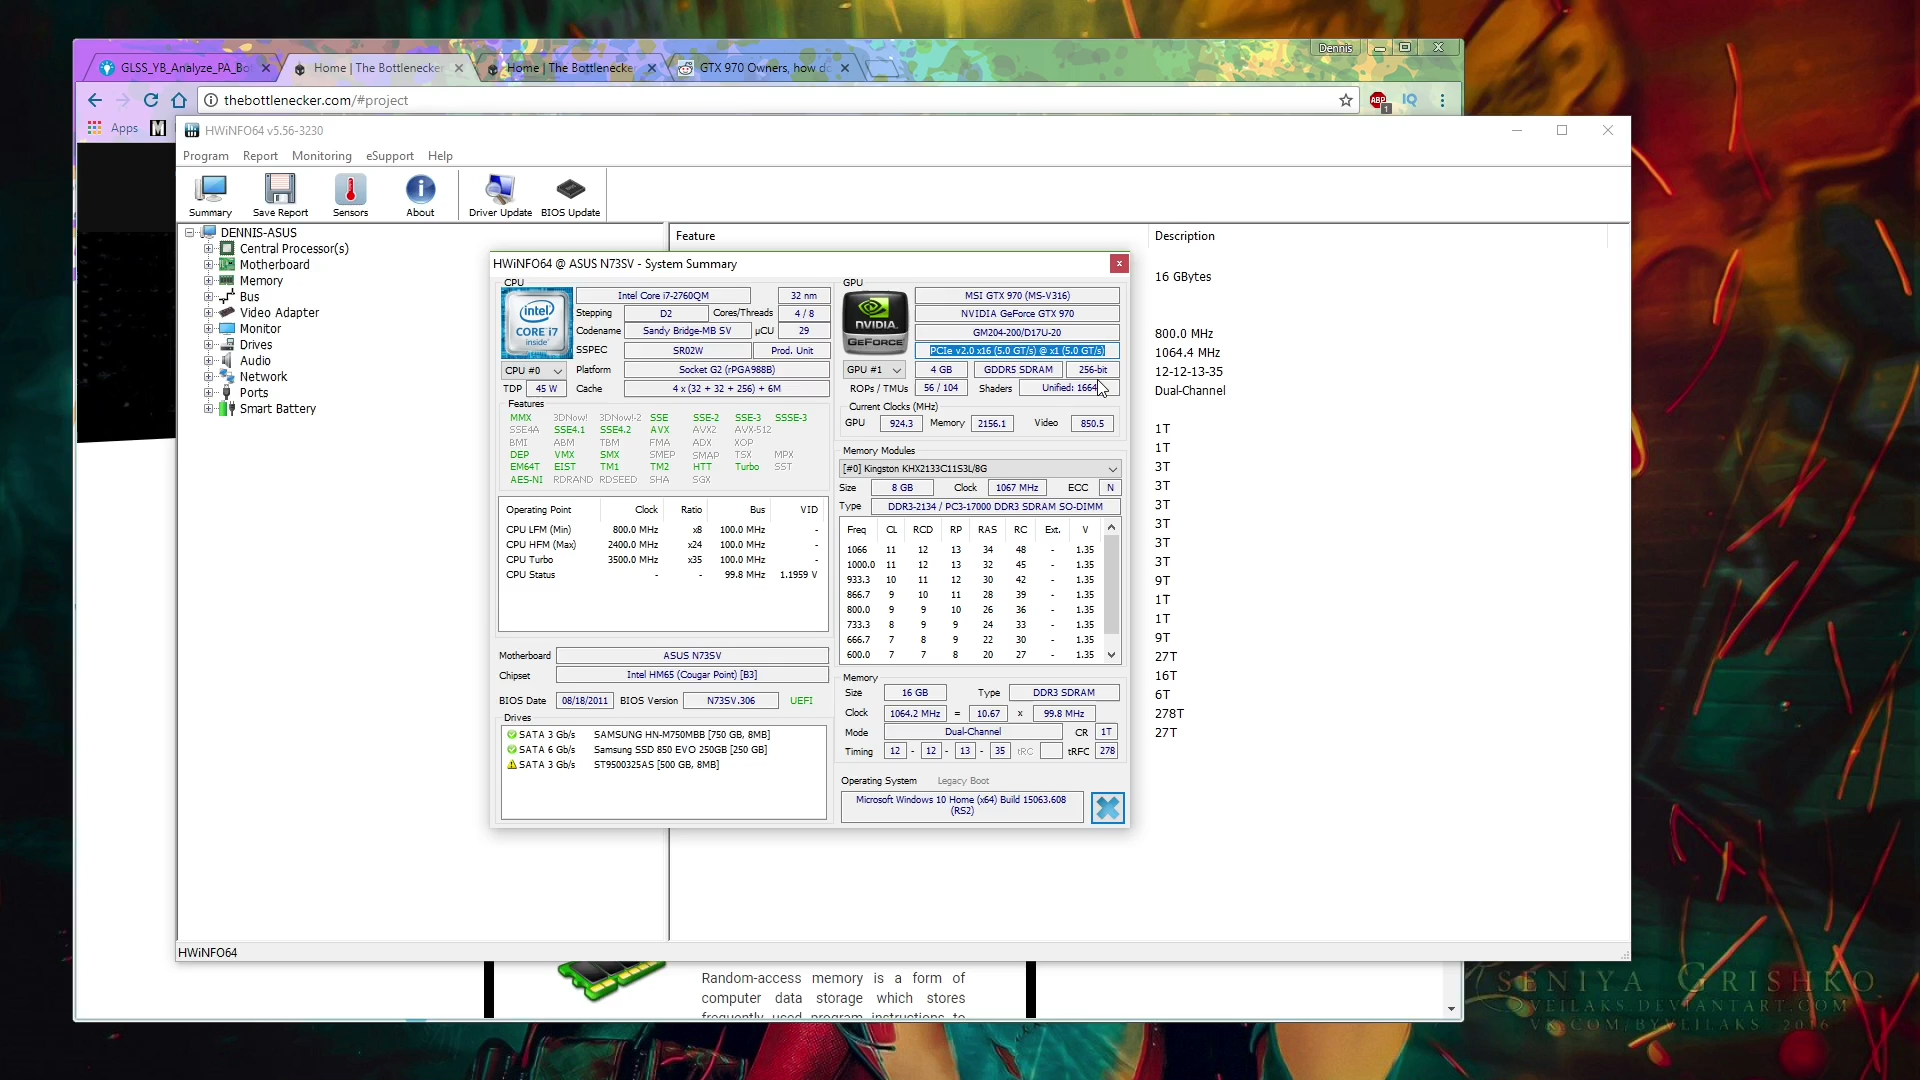 Dennis
GLSS_YB_Analyze_PA_Bo
Home | The Bottlenecker
Home | The Bottlenecke
GTX 970 Owners, how do
thebottlenecker.com/#project
ABP
1
IQ
Apps
M
HWiNFO64 v5.56-3230
Program Report Monitoring eSupport Help
Summary Save Report Sensors About Driver Update BIOS Update
DENNIS-ASUS
Central Processor(s)
Motherboard
Memory
Bus
Video Adapter
Monitor
Drives
Audio
Network
Ports
Smart Battery
Feature
Description
16 GBytes
800.0 MHz
1064.4 MHz
12-12-13-35
Dual-Channel
1T
1T
3T
3T
3T
3T
3T
3T
9T
1T
1T
9T
27T
16T
6T
278T
27T
HWiNFO64 @ ASUS N73SV - System Summary
CPU
intel
CORE i7
inside
Intel Core i7-2760QM 32 nm
Stepping D2 Cores/Threads 4 / 8
Codename Sandy Bridge-MB SV µCU 29
SSPEC SR02W Prod. Unit
CPU #0 Platform Socket G2 (rPGA988B)
TDP 45 W Cache 4 x (32 + 32 + 256) + 6M
Features
MMX 3DNow! 3DNow!-2 SSE SSE-2 SSE-3 SSSE-3
SSE4A SSE4.1 SSE4.2 AVX AVX2 AVX-512
BMI ABM TBM FMA ADX XOP
DEP VMX SMX SMEP SMAP TSX MPX
EM64T EIST TM1 TM2 HTT Turbo SST
AES-NI RDRAND RDSEED SHA SGX
Operating Point Clock Ratio Bus VID
CPU LFM (Min) 800.0 MHz x8 100.0 MHz -
CPU HFM (Max) 2400.0 MHz x24 100.0 MHz -
CPU Turbo 3500.0 MHz x35 100.0 MHz -
CPU Status - - 99.8 MHz 1.1959 V
Motherboard ASUS N73SV
Chipset Intel HM65 (Cougar Point) [B3]
BIOS Date 08/18/2011 BIOS Version N73SV.306 UEFI
Drives
SATA 3 Gb/s SAMSUNG HN-M750MBB [750 GB, 8MB]
SATA 6 Gb/s Samsung SSD 850 EVO 250GB [250 GB]
SATA 3 Gb/s ST9500325AS [500 GB, 8MB]
GPU
NVIDIA.
GEFORCE
MSI GTX 970 (MS-V316)
NVIDIA GeForce GTX 970
GM204-200/D17U-20
PCIe v2.0 x16 (5.0 GT/s) @ x1 (5.0 GT/s)
GPU #1 4 GB GDDR5 SDRAM 256-bit
ROPs / TMUs 56 / 104 Shaders Unified: 1664
Current Clocks (MHz)
GPU 924.3 Memory 2156.1 Video 850.5
Memory Modules
[#0] Kingston KHX2133C11S3L/8G
Size 8 GB Clock 1067 MHz ECC N
Type DDR3-2134 / PC3-17000 DDR3 SDRAM SO-DIMM
Freq CL RCD RP RAS RC Ext. V
1066 11 12 13 34 48 - 1.35
1000.0 11 12 13 32 45 - 1.35
933.3 10 11 12 30 42 - 1.35
866.7 9 10 11 28 39 - 1.35
800.0 9 9 10 26 36 - 1.35
733.3 8 9 9 24 33 - 1.35
666.7 7 8 9 22 30 - 1.35
600.0 7 7 8 20 27 - 1.35
Memory
Size 16 GB Type DDR3 SDRAM
Clock 1064.2 MHz = 10.67 x 99.8 MHz
Mode Dual-Channel CR 1T
Timing 12 - 12 - 13 - 35 tRC tRFC 278
Operating System Legacy Boot
Microsoft Windows 10 Home (x64) Build 15063.608
(RS2)
HWiNFO64
Random-access memory is a form of
computer data storage which stores
frequently used program instructions to
SENIYA GRISHKO
VEILAKS.DEVIANTART.COM
VK.COM/BYVEILAKS 2016